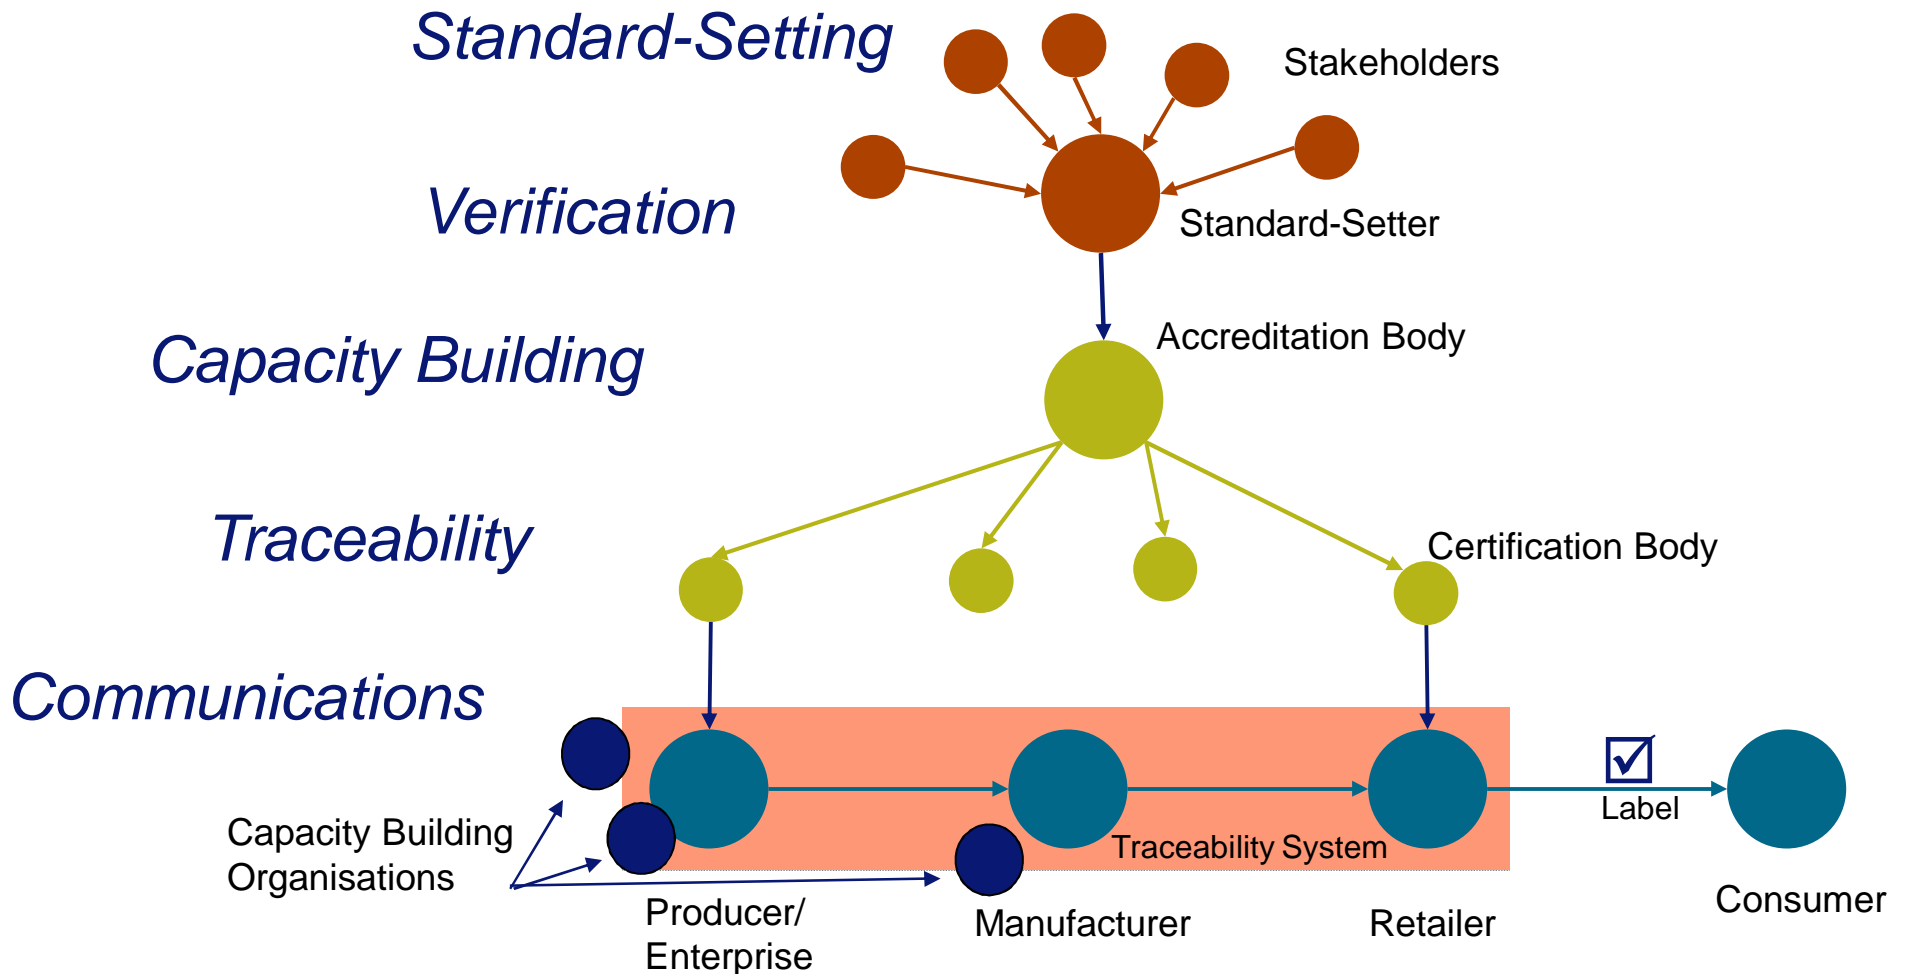 Standard-Setting
Stakeholders
Verification
Standard-Setter
Capacity Building
Accreditation Body
Traceability
Certification Body
Communications
Label
Capacity Building
Organisations
Traceability System
Producer/
Enterprise
Manufacturer
Retailer
Consumer